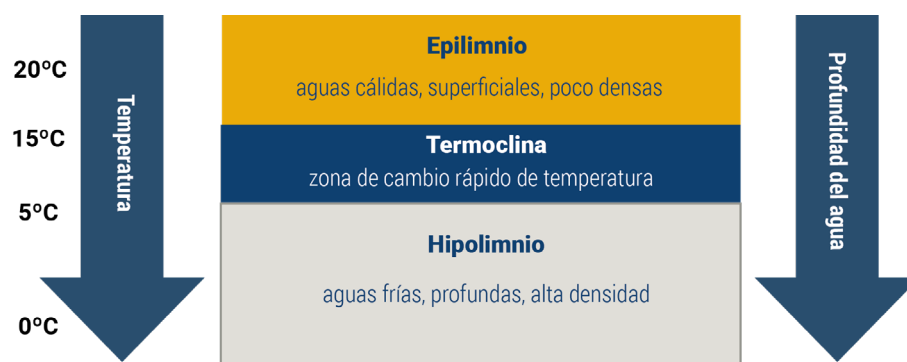 Epilimnio
aguas cálidas, superficiales, poco densas
Termoclina
zona de cambio rápido de temperatura
Hipolimnio
aguas frías, profundas, alta densidad
20ºC
15ºC
5ºC
0ºC
Temperatura
Profundidid del agua